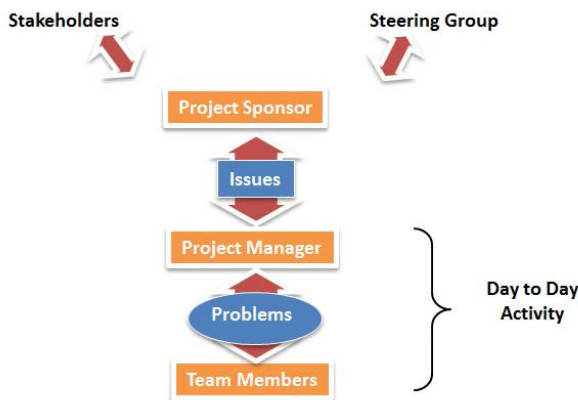 Stakeholders
Steering Group
Project Sponsor
Issues
Project Manager
Problems
Day to Day
Activity
Team Members